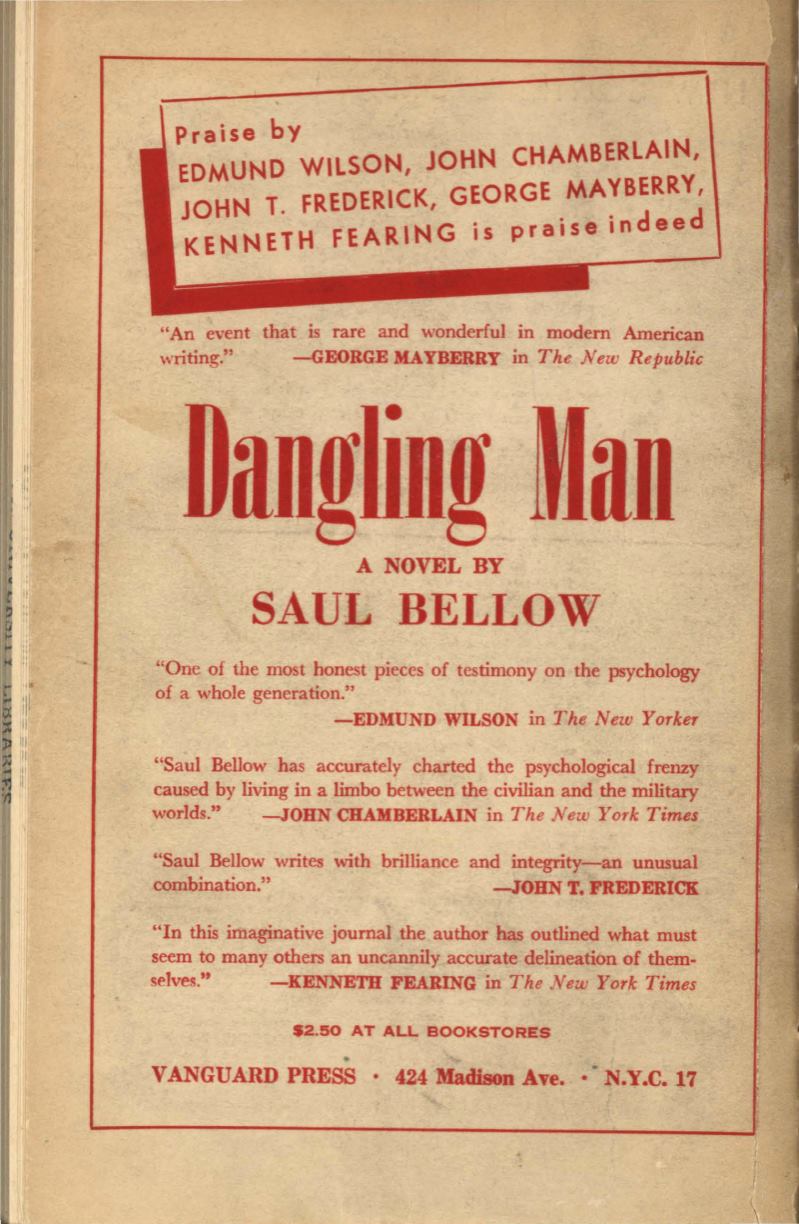 Praise by
EDMUND WILSON, JOHN CHAMBERLAIN,
JOHN T. FREDERICK, GEORGE MAYBERRY,
KENNETH FEARING is praise indeed
“An event that is rare and wonderful in modern American
writing.” —GEORGE MAYBERRY in The New Republic
Dangling Man
A NOVEL BY
SAUL BELLOW
“One of the most honest pieces of testimony on the psychology
of a whole generation.”
—EDMUND WILSON in The New Yorker
“Saul Bellow has accurately charted the psychological frenzy
caused by living in a limbo between the civilian and the military
worlds.” —JOHN CHAMBERLAIN in The New York Times
“Saul Bellow writes with brilliance and integrity—an unusual
combination.” —JOHN T. FREDERICK
“In this imaginative journal the author has outlined what must
seem to many others an uncannily accurate delineation of them-
selves.” —KENNETH FEARING in The New York Times
$2.50 AT ALL BOOKSTORES
VANGUARD PRESS · 424 Madison Ave. · N.Y.C. 17
LIBRARIES